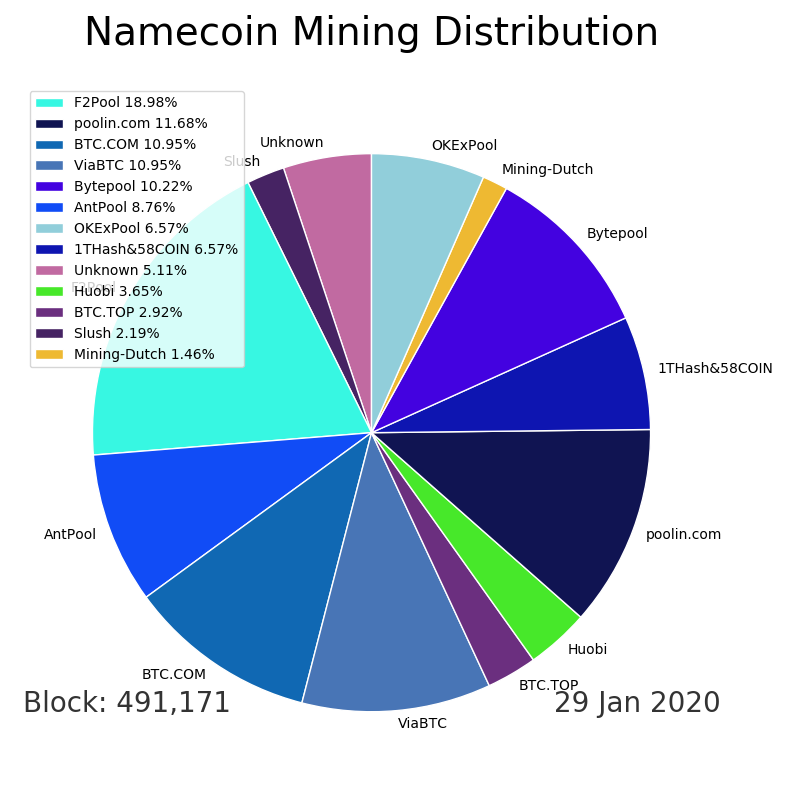 Namecoin Mining Distribution
F2Pool 18.98%
poolin.com 11.68%
BTC.COM 10.95%
ViaBTC 10.95%
Bytepool 10.22%
AntPool 8.76%
OKExPool 6.57%
1THash&58COIN 6.57%
Unknown 5.11%
Huobi 3.65%
BTC.TOP 2.92%
Slush 2.19%
Mining-Dutch 1.46%
Unknown
OKExPool
Slush
Mining-Dutch
Bytepool
F2Pool
1THash&58COIN
AntPool
poolin.com
Huobi
BTC.COM
BTC.TOP
ViaBTC
Block: 491,171
29 Jan 2020